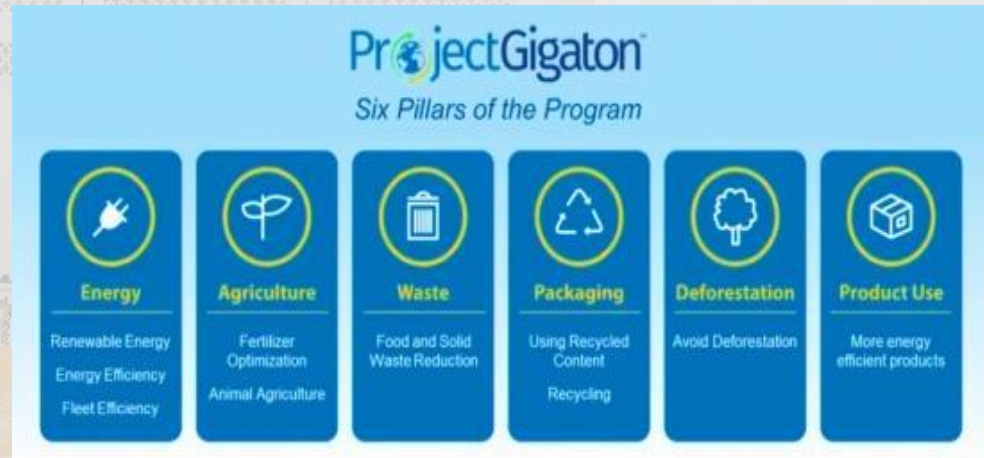 ProjectGigaton™
Six Pillars of the Program
Energy
Renewable Energy
Energy Efficiency
Fleet Efficiency
Agriculture
Fertilizer
Optimization
Animal Agriculture
Waste
Food and Solid
Waste Reduction
Packaging
Using Recycled
Content
Recycling
Deforestation
Avoid Deforestation
Product Use
More energy
efficient products